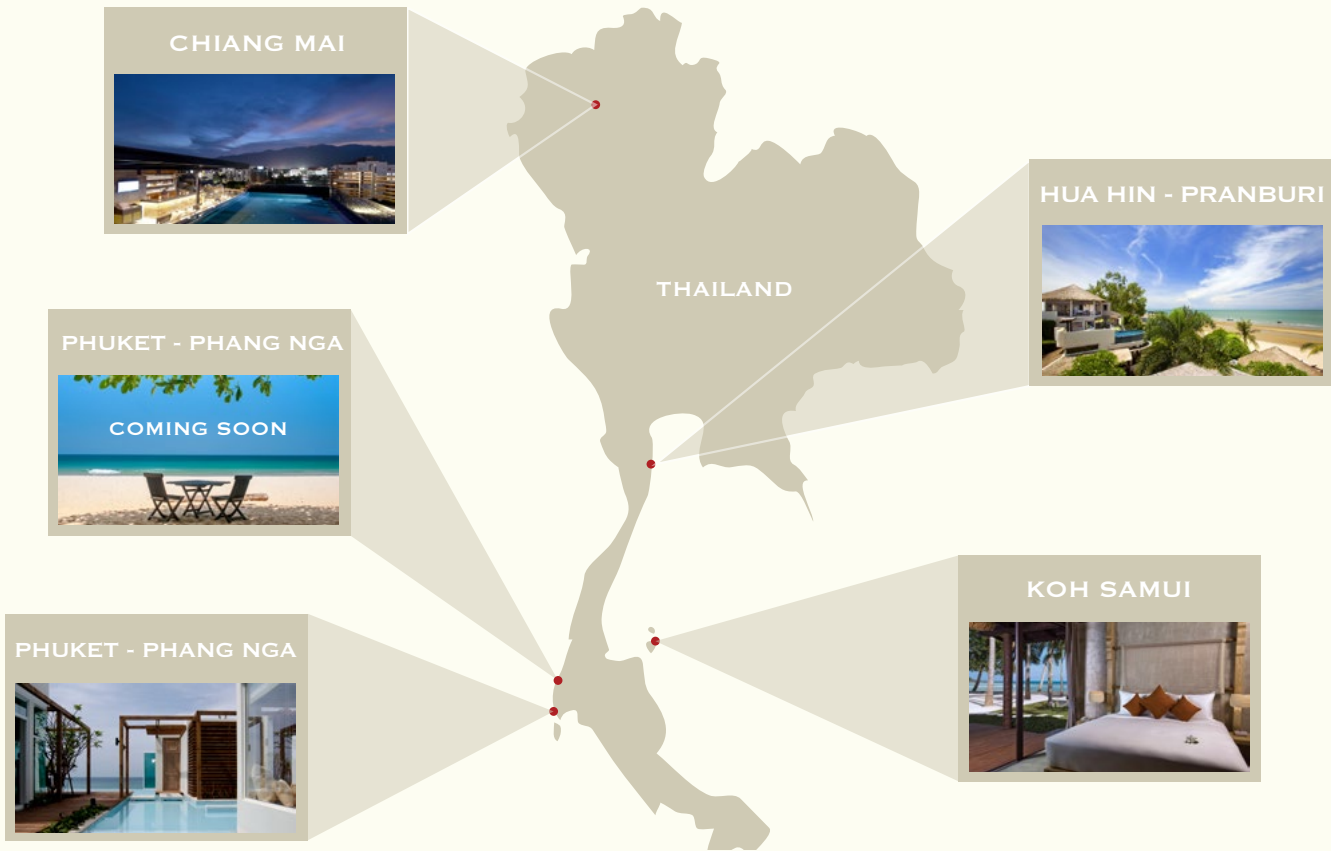 CHIANG MAI
HUA HIN - PRANBURI
THAILAND
PHUKET - PHANG NGA
COMING SOON
KOH SAMUI
PHUKET - PHANG NGA